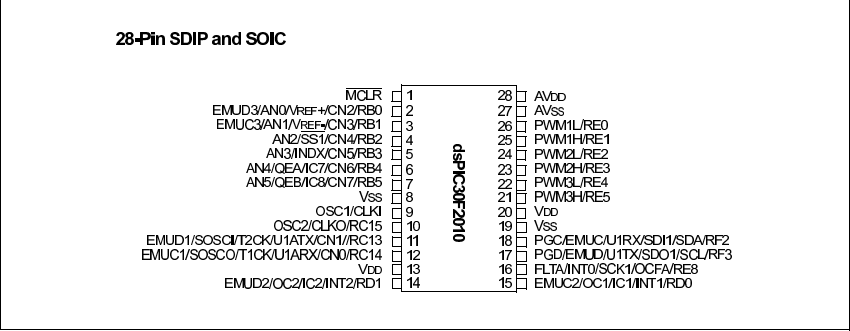 28-Pin SDIP and SOIC
MCLR 1 28 AVDD
EMUD3/AN0/VREF+/CN2/RB0 2 27 AVSS
EMUC3/AN1/VREF-/CN3/RB1 3 26 PWM1L/RE0
AN2/SS1/CN4/RB2 4 25 PWM1H/RE1
AN3/INDX/CN5/RB3 5 24 PWM2L/RE2
AN4/QEA/IC7/CN6/RB4 6 23 PWM2H/RE3
AN5/QEB/IC8/CN7/RB5 7 22 PWM3L/RE4
VSS 8 21 PWM3H/RE5
OSC1/CLKI 9 20 VDD
OSC2/CLKO/RC15 10 19 VSS
EMUD1/SOSCI/T2CK/U1ATX/CN1//RC13 11 18 PGC/EMUC/U1RX/SDI1/SDA/RF2
EMUC1/SOSCO/T1CK/U1ARX/CN0/RC14 12 17 PGD/EMUD/U1TX/SDO1/SCL/RF3
VDD 13 16 FLTA/INT0/SCK1/OCFA/RE8
EMUD2/OC2/IC2/INT2/RD1 14 15 EMUC2/OC1/IC1/INT1/RD0
dsPIC30F2010